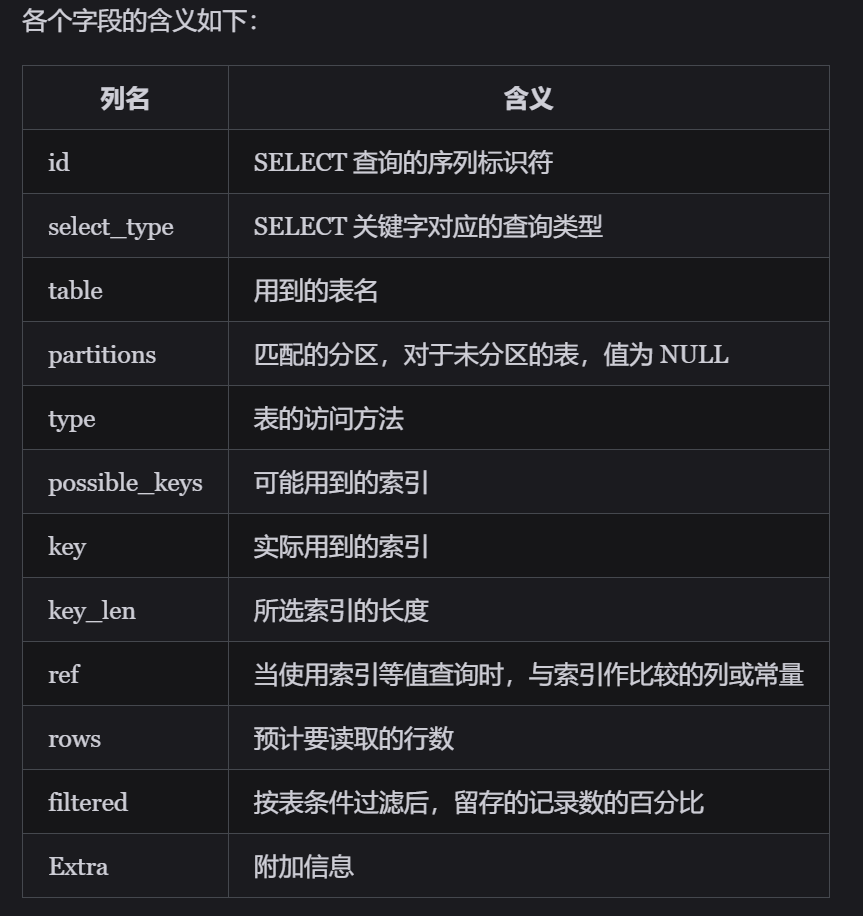 各个字段的含义如下：
列名 含义
id SELECT 查询的序列标识符
select_type SELECT 关键字对应的查询类型
table 用到的表名
partitions 匹配的分区，对于未分区的表，值为 NULL
type 表的访问方法
possible_keys 可能用到的索引
key 实际用到的索引
key_len 所选索引的长度
ref 当使用索引等值查询时，与索引作比较的列或常量
rows 预计要读取的行数
filtered 按表条件过滤后，留存的记录数的百分比
Extra 附加信息